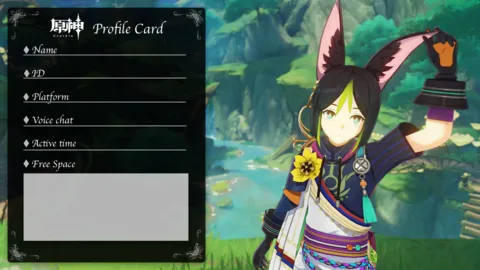 原神
Profile Card
Name
ID
Platform
Voice chat
Active time
Free Space